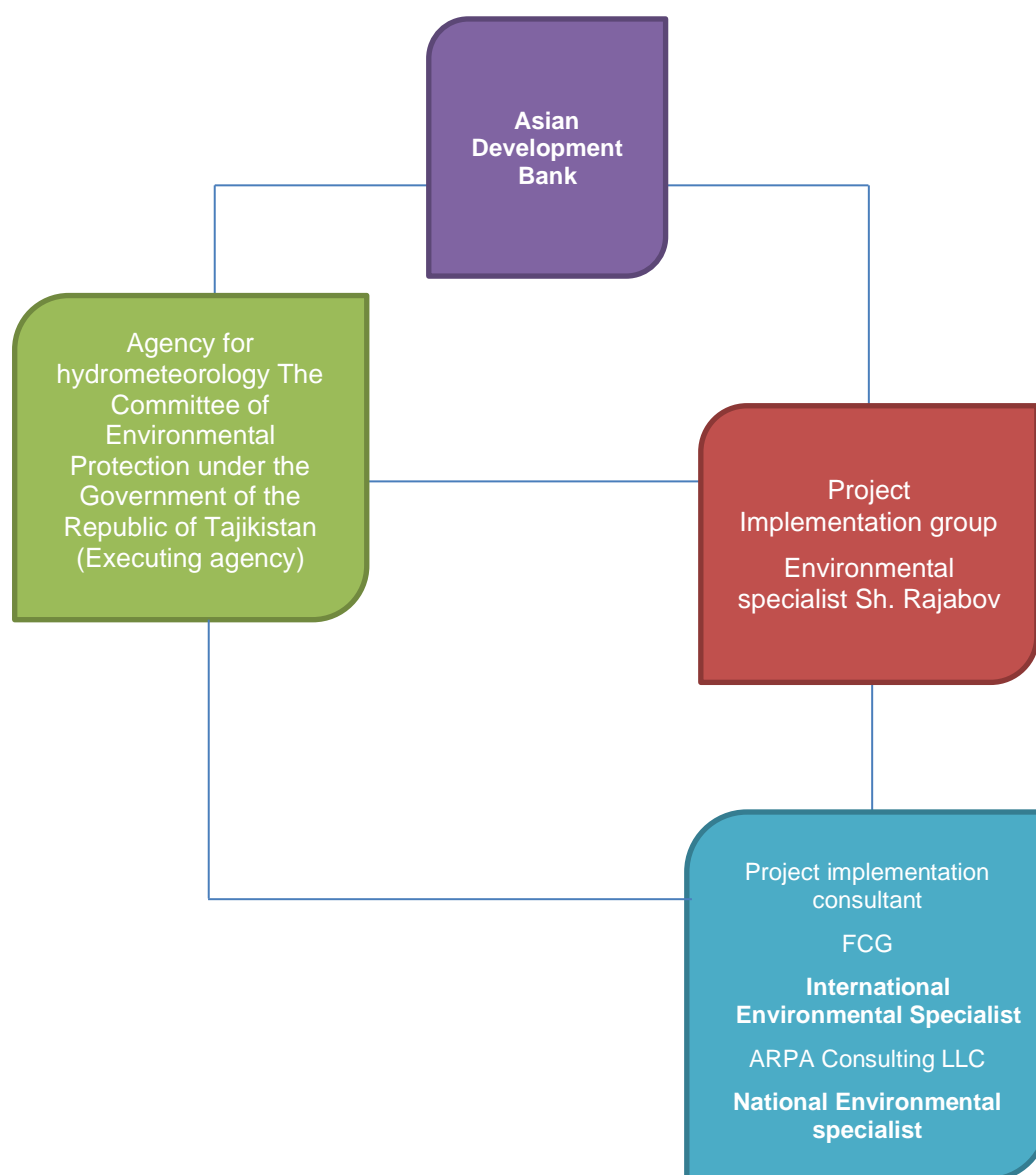 Asian
Development
Bank
Agency for
hydrometeorology The
Committee of
Environmental
Protection under the
Government of the
Republic of Tajikistan
(Executing agency)
Project
Implementation group
Environmental
specialist Sh. Rajabov
Project implementation
consultant
FCG
International
Environmental Specialist
ARPA Consulting LLC
National Environmental
specialist